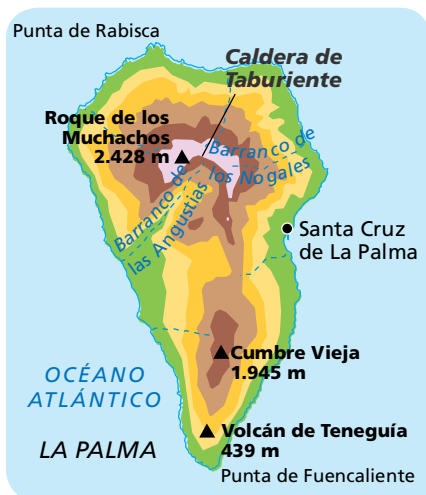 Punta de Rabisca
Caldera de
Taburiente
Roque de los
Muchachos
2.428 m
Barranco de
los Nogales
Barranco de
las Angustias
Santa Cruz
de La Palma
Cumbre Vieja
1.945 m
OCÉANO
ATLÁNTICO
LA PALMA
Volcán de Teneguía
439 m
Punta de Fuencaliente